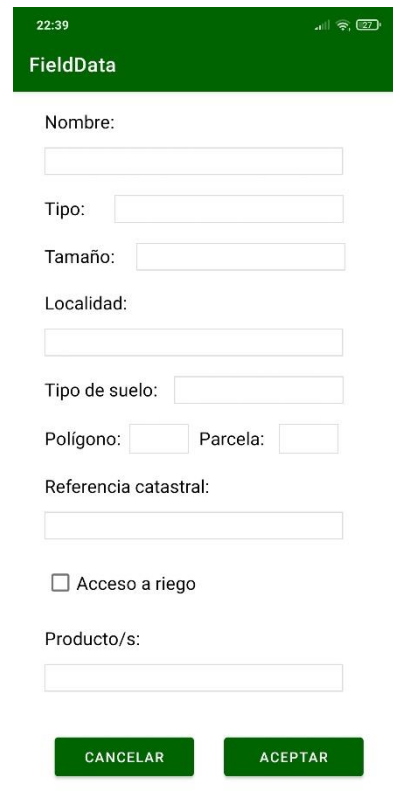 22:39 27
FieldData
Nombre:
Tipo:
Tamaño:
Localidad:
Tipo de suelo:
Polígono: Parcela:
Referencia catastral:
Acceso a riego
Producto/s:
CANCELAR ACEPTAR